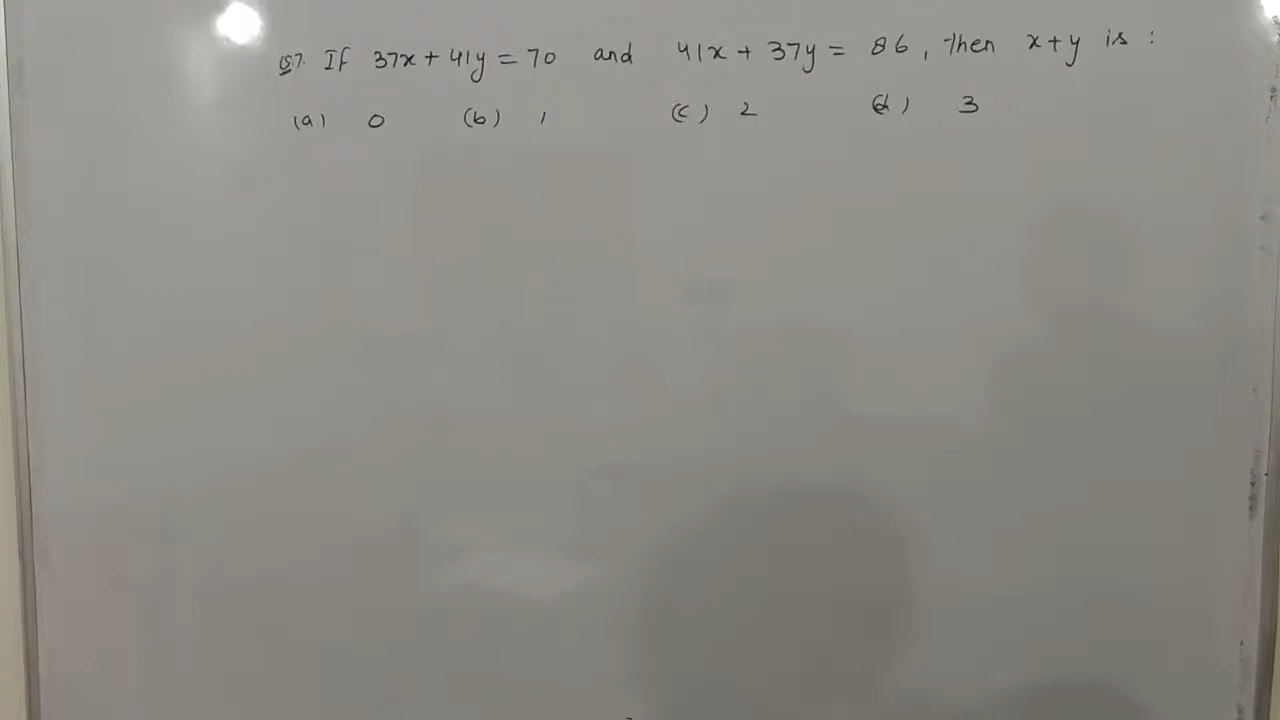 Q7. If 37x + 41y = 70 and 41x + 37y = 86, then x+y is :
(a) 0 (b) 1 (c) 2 (d) 3